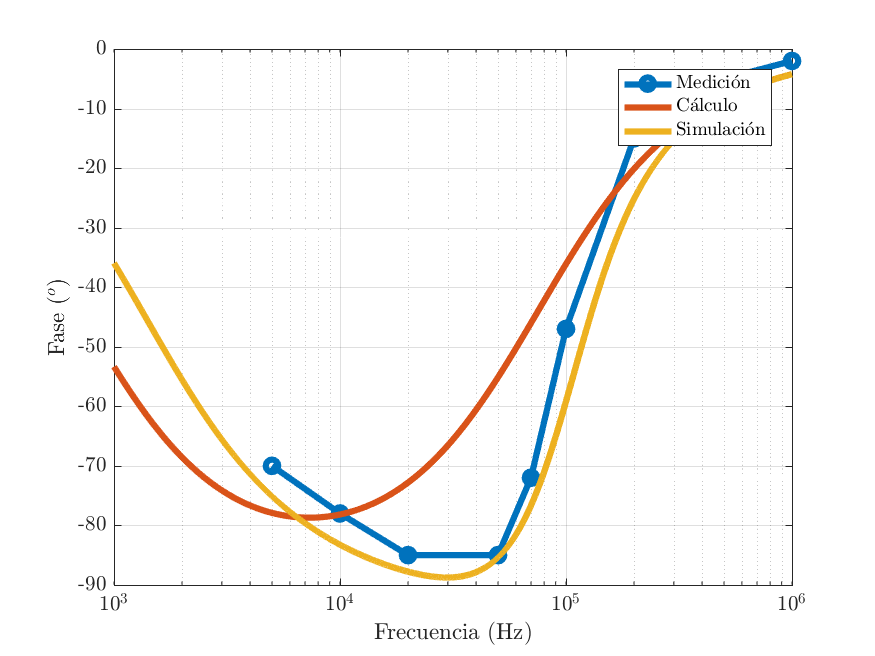 0
-10
-20
-30
-40
-50
-60
-70
-80
-90
Fase (º)
Medición
Cálculo
Simulación
10³ 10⁴ 10⁵ 10⁶
Frecuencia (Hz)